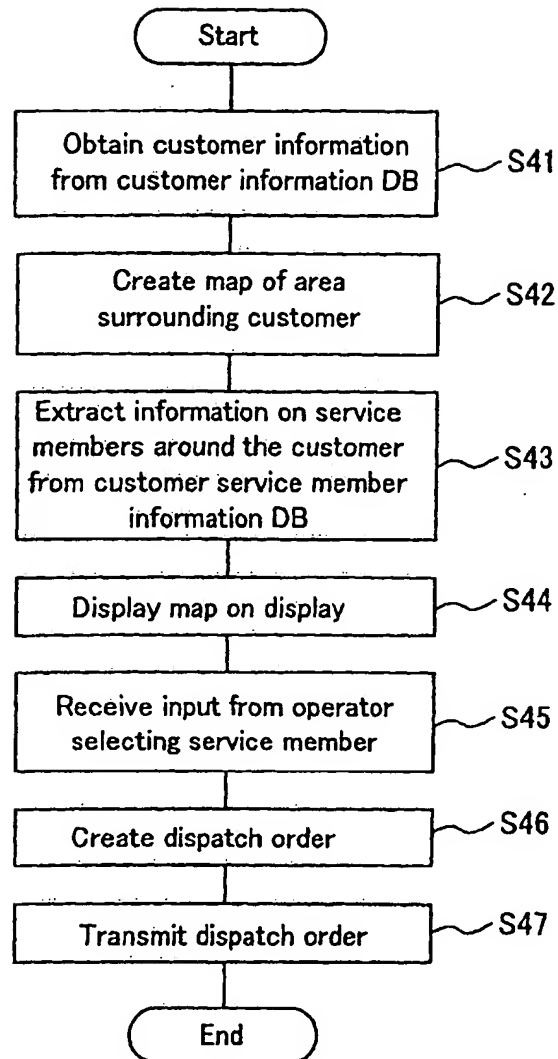 Start
Obtain customer information
from customer information DB
S41
Create map of area
surrounding customer
S42
Extract information on service
members around the customer
from customer service member
information DB
S43
Display map on display
S44
Receive input from operator
selecting service member
S45
Create dispatch order
S46
Transmit dispatch order
S47
End